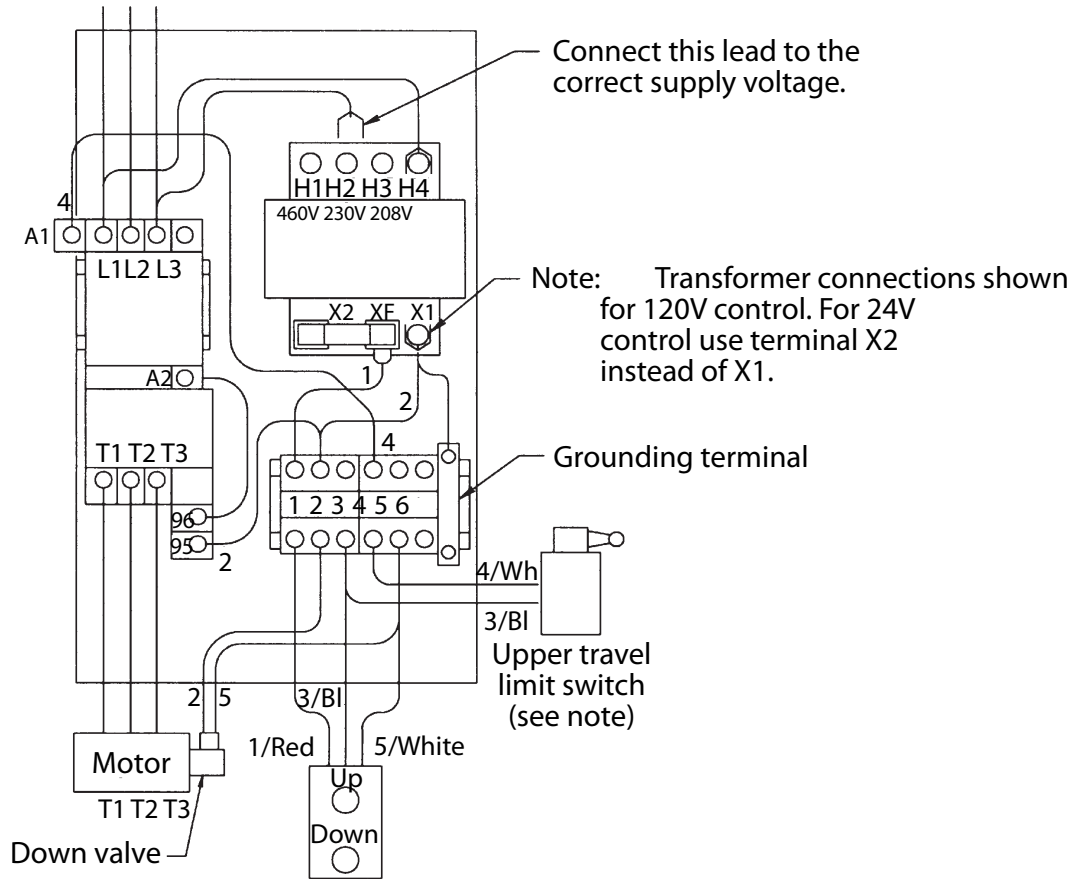 Connect this lead to the
correct supply voltage.
H1 H2 H3 H4
460V 230V 208V
4
A1
L1 L2 L3
Note: Transformer connections shown
for 120V control. For 24V
control use terminal X2
instead of X1.
X2 XF X1
A2
1
2
4
T1 T2 T3
Grounding terminal
1 2 3 4 5 6
96
95
2
4/Wh
3/Bl
Upper travel
limit switch
(see note)
2 5
3/Bl
1/Red
5/White
Motor
Up
T1 T2 T3
Down
Down valve